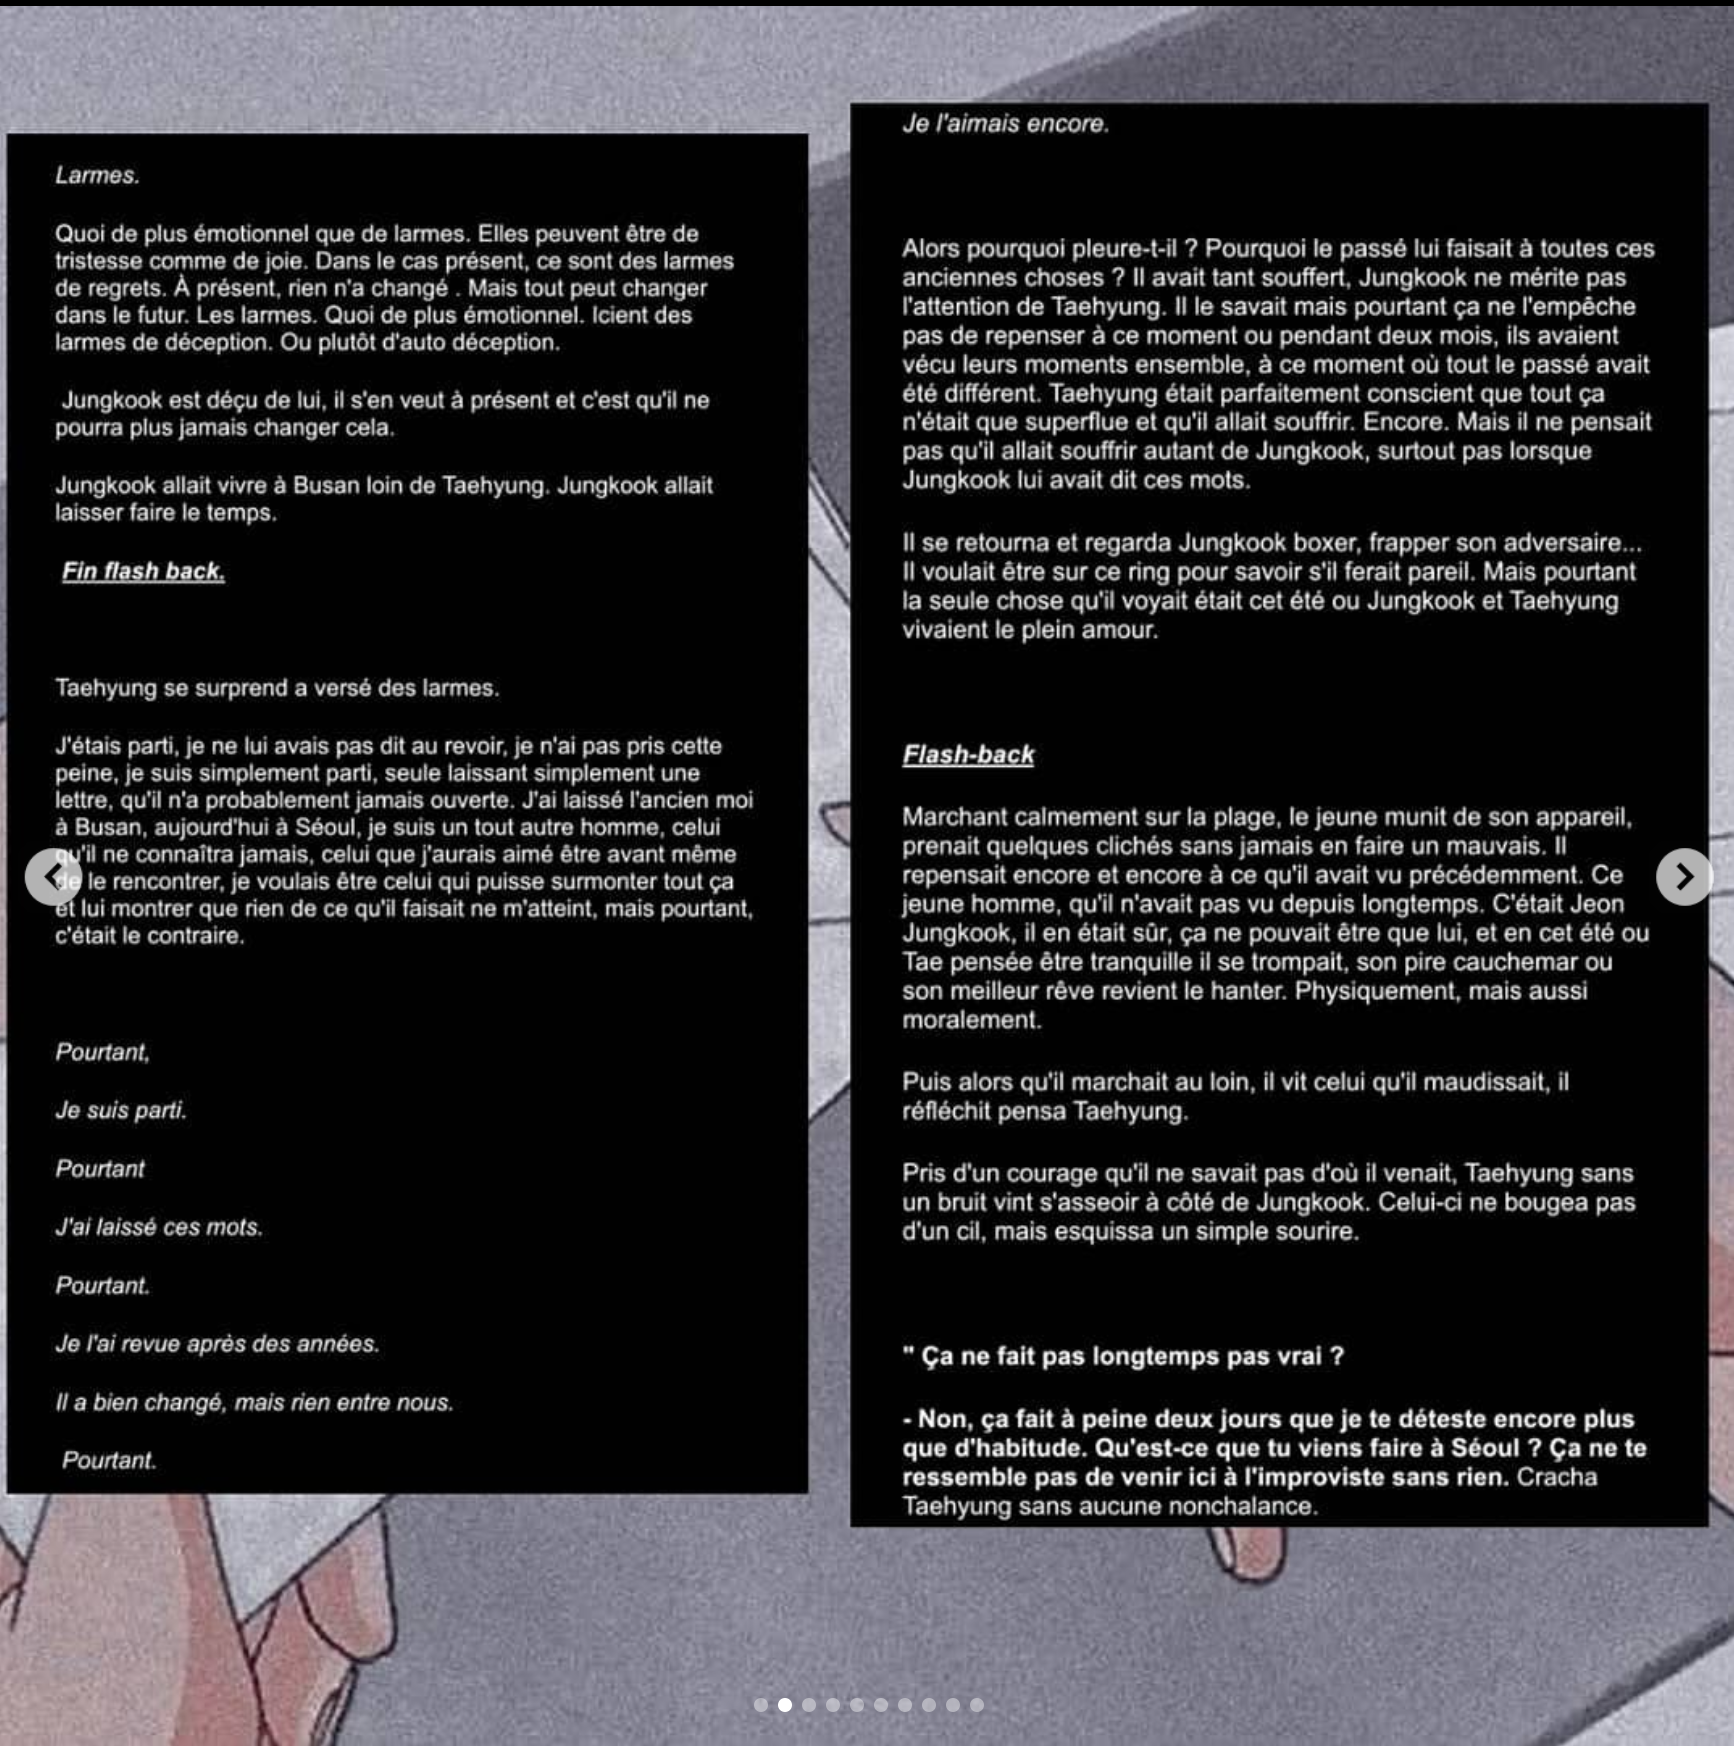 Larmes.
Quoi de plus émotionnel que de larmes. Elles peuvent être de
tristesse comme de joie. Dans le cas présent, ce sont des larmes
de regrets. À présent, rien n'a changé . Mais tout peut changer
dans le futur. Les larmes. Quoi de plus émotionnel. Icient des
larmes de déception. Ou plutôt d'auto déception.
Jungkook est déçu de lui, il s'en veut à présent et c'est qu'il ne
pourra plus jamais changer cela.
Jungkook allait vivre à Busan loin de Taehyung. Jungkook allait
laisser faire le temps.
Fin flash back.
Taehyung se surprend a versé des larmes.
J'étais parti, je ne lui avais pas dit au revoir, je n'ai pas pris cette
peine, je suis simplement parti, seule laissant simplement une
lettre, qu'il n'a probablement jamais ouverte. J'ai laissé l'ancien moi
à Busan, aujourd'hui à Séoul, je suis un tout autre homme, celui
qu'il ne connaîtra jamais, celui que j'aurais aimé être avant même
de le rencontrer, je voulais être celui qui puisse surmonter tout ça
et lui montrer que rien de ce qu'il faisait ne m'atteint, mais pourtant,
c'était le contraire.
Pourtant,
Je suis parti.
Pourtant
J'ai laissé ces mots.
Pourtant.
Je l'ai revue après des années.
Il a bien changé, mais rien entre nous.
Pourtant.
Je l'aimais encore.
Alors pourquoi pleure-t-il ? Pourquoi le passé lui faisait à toutes ces
anciennes choses ? Il avait tant souffert, Jungkook ne mérite pas
l'attention de Taehyung. Il le savait mais pourtant ça ne l'empêche
pas de repenser à ce moment ou pendant deux mois, ils avaient
vécu leurs moments ensemble, à ce moment où tout le passé avait
été différent. Taehyung était parfaitement conscient que tout ça
n'était que superflue et qu'il allait souffrir. Encore. Mais il ne pensait
pas qu'il allait souffrir autant de Jungkook, surtout pas lorsque
Jungkook lui avait dit ces mots.
Il se retourna et regarda Jungkook boxer, frapper son adversaire...
Il voulait être sur ce ring pour savoir s'il ferait pareil. Mais pourtant
la seule chose qu'il voyait était cet été ou Jungkook et Taehyung
vivaient le plein amour.
Flash-back
Marchant calmement sur la plage, le jeune munit de son appareil,
prenait quelques clichés sans jamais en faire un mauvais. Il
repensait encore et encore à ce qu'il avait vu précédemment. Ce
jeune homme, qu'il n'avait pas vu depuis longtemps. C'était Jeon
Jungkook, il en était sûr, ça ne pouvait être que lui, et en cet été ou
Tae pensée être tranquille il se trompait, son pire cauchemar ou
son meilleur rêve revient le hanter. Physiquement, mais aussi
moralement.
Puis alors qu'il marchait au loin, il vit celui qu'il maudissait, il
réfléchit pensa Taehyung.
Pris d'un courage qu'il ne savait pas d'où il venait, Taehyung sans
un bruit vint s'asseoir à côté de Jungkook. Celui-ci ne bougea pas
d'un cil, mais esquissa un simple sourire.
" Ça ne fait pas longtemps pas vrai ?
- Non, ça fait à peine deux jours que je te déteste encore plus
que d'habitude. Qu'est-ce que tu viens faire à Séoul ? Ça ne te
ressemble pas de venir ici à l'improviste sans rien. Cracha
Taehyung sans aucune nonchalance.